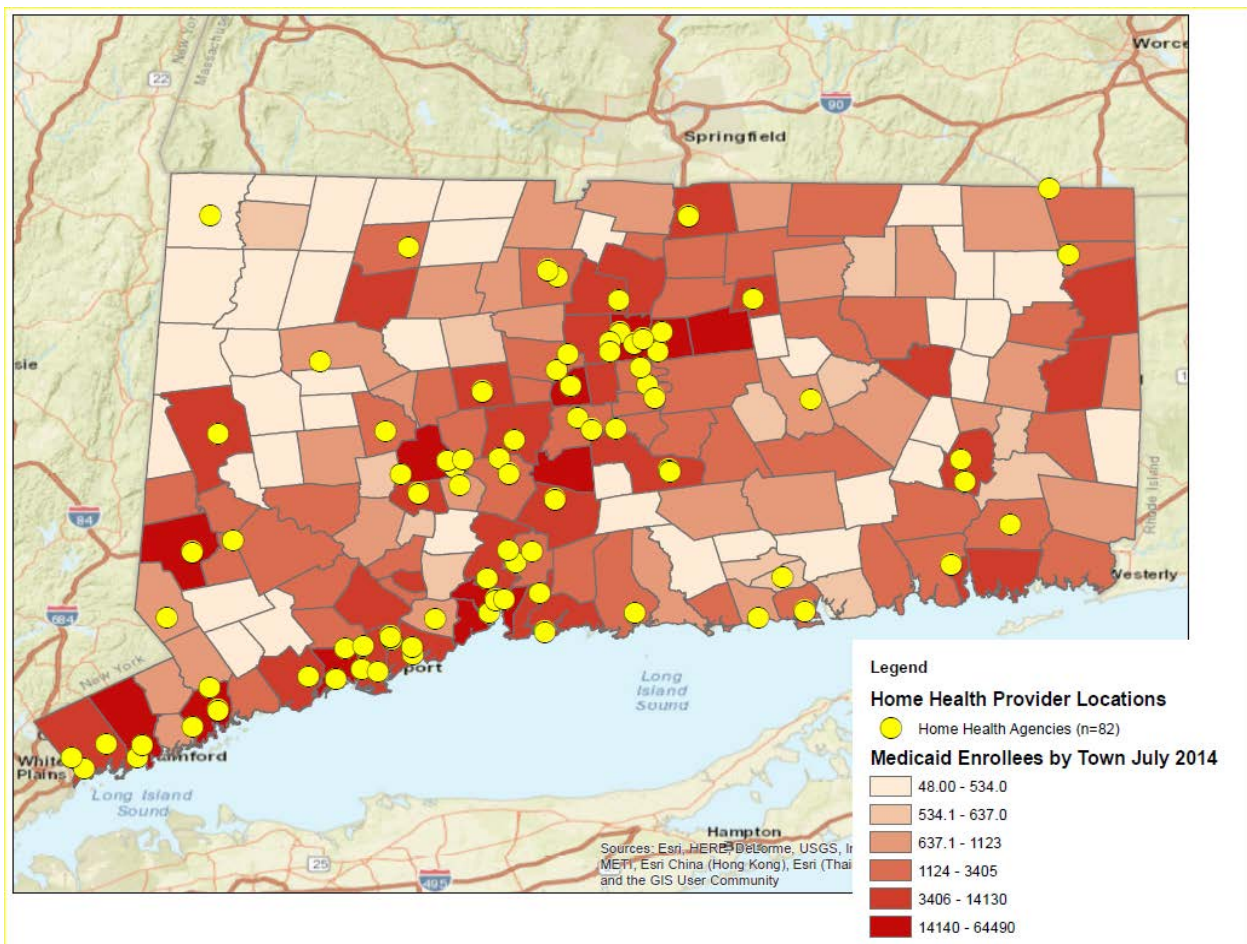 New York
Massachusetts
Worce
22
90
Springfield
sie
1
84
Rhode Island
Westerly
684
New York
port
Long
Island
Sound
White
Plains
amford
Long Island
Sound
25
495
Hampton
Sources: Esri, HERE, DeLorme, USGS, In
METI, Esri China (Hong Kong), Esri (Thai
and the GIS User Community
Legend
Home Health Provider Locations
Home Health Agencies (n=82)
Medicaid Enrollees by Town July 2014
48.00 - 534.0
534.1 - 637.0
637.1 - 1123
1124 - 3405
3406 - 14130
14140 - 64490